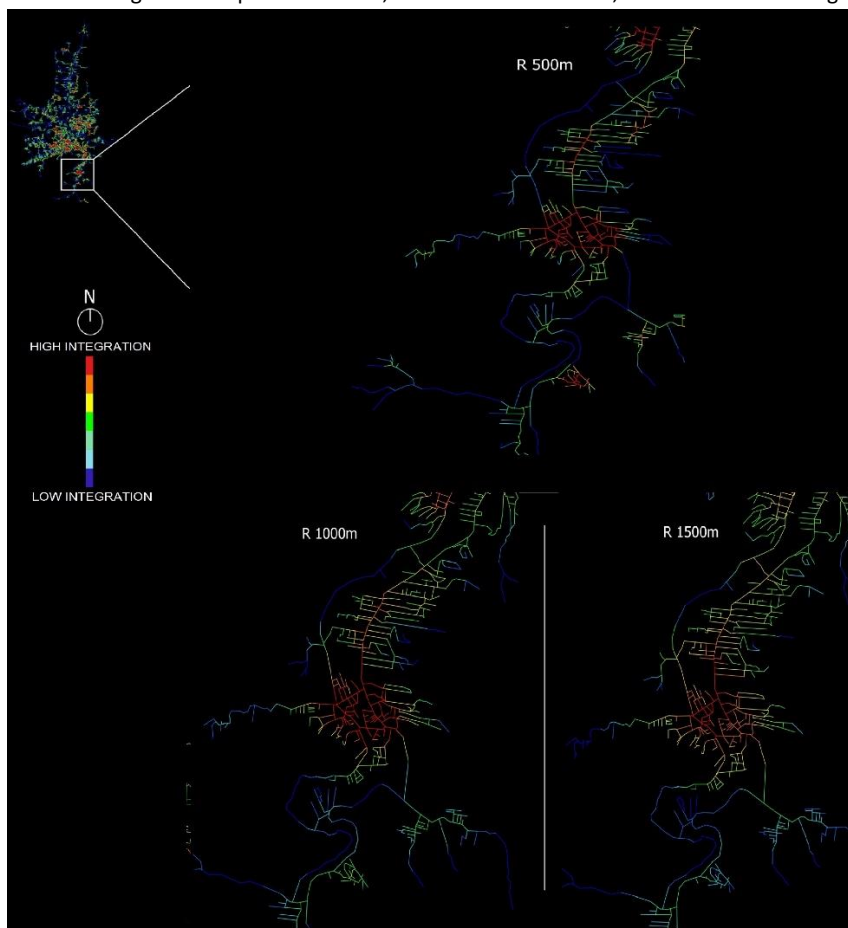 R 500m
N
HIGH INTEGRATION
LOW INTEGRATION
R 1000m
R 1500m